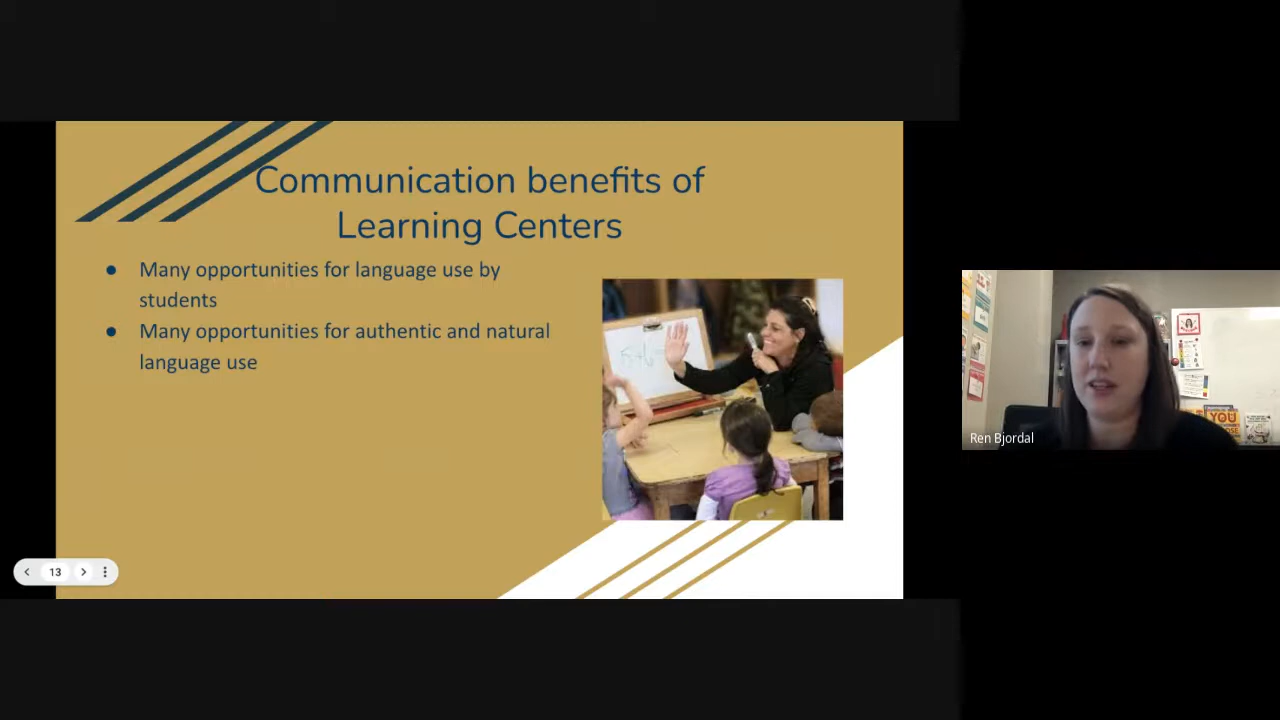 Communication benefits of
Learning Centers
● Many opportunities for language use by
students
● Many opportunities for authentic and natural
language use
13
Ren Bjordal
YOU